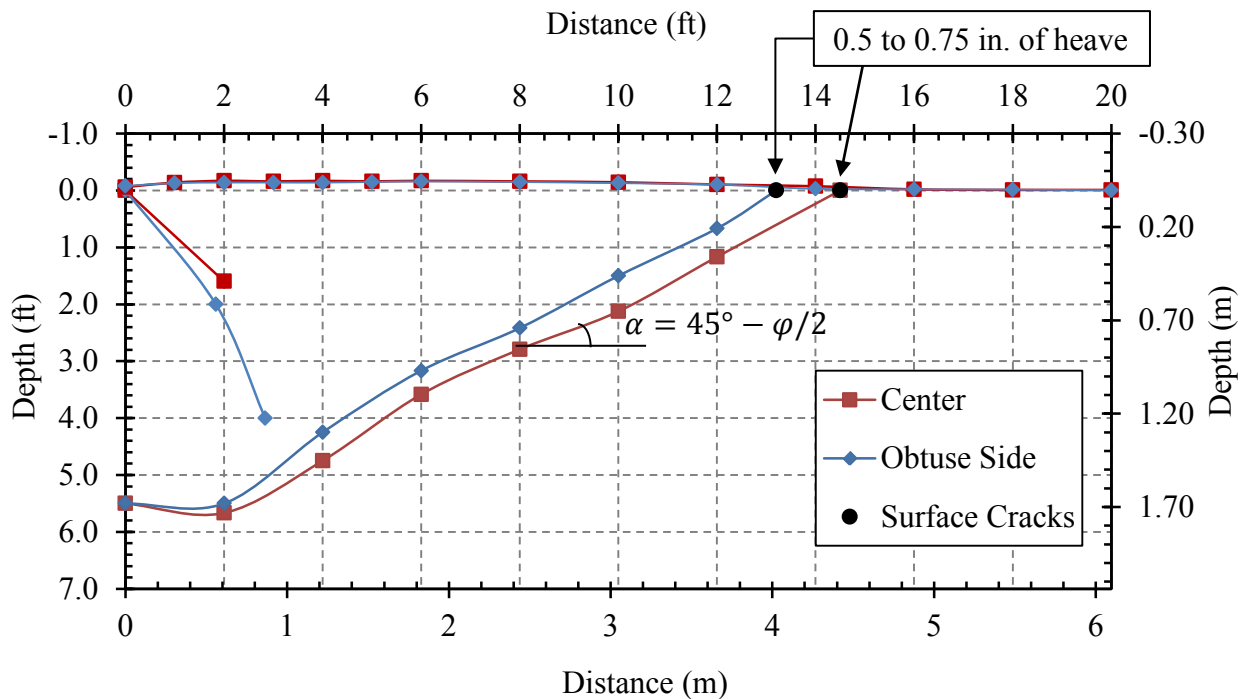 Distance (ft)
0.5 to 0.75 in. of heave
0 2 4 6 8 10 12 14 16 18 20
-1.0
0.0
1.0
2.0
3.0
4.0
5.0
6.0
7.0
Depth (ft)
-0.30
0.20
0.70
1.20
1.70
Depth (m)
α = 45° − φ/2
Center
Obtuse Side
Surface Cracks
0 1 2 3 4 5 6
Distance (m)